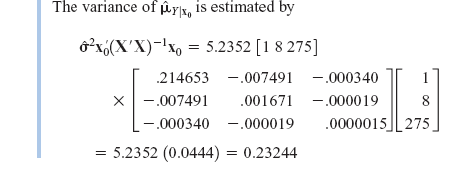 The variance of μ̂Y|x₀ is estimated by
σ̂²x₀′(X′X)⁻¹x₀ = 5.2352 [1 8 275]
.214653 −.007491 −.000340 1
× −.007491 .001671 −.000019 8
−.000340 −.000019 .0000015 275
= 5.2352 (0.0444) = 0.23244